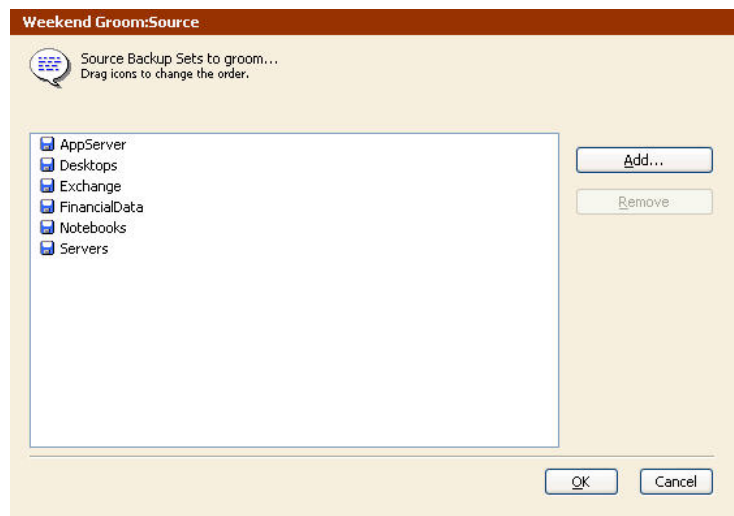 Weekend Groom:Source
Source Backup Sets to groom...
Drag icons to change the order.
AppServer
Desktops
Exchange
FinancialData
Notebooks
Servers
Add...
Remove
OK
Cancel